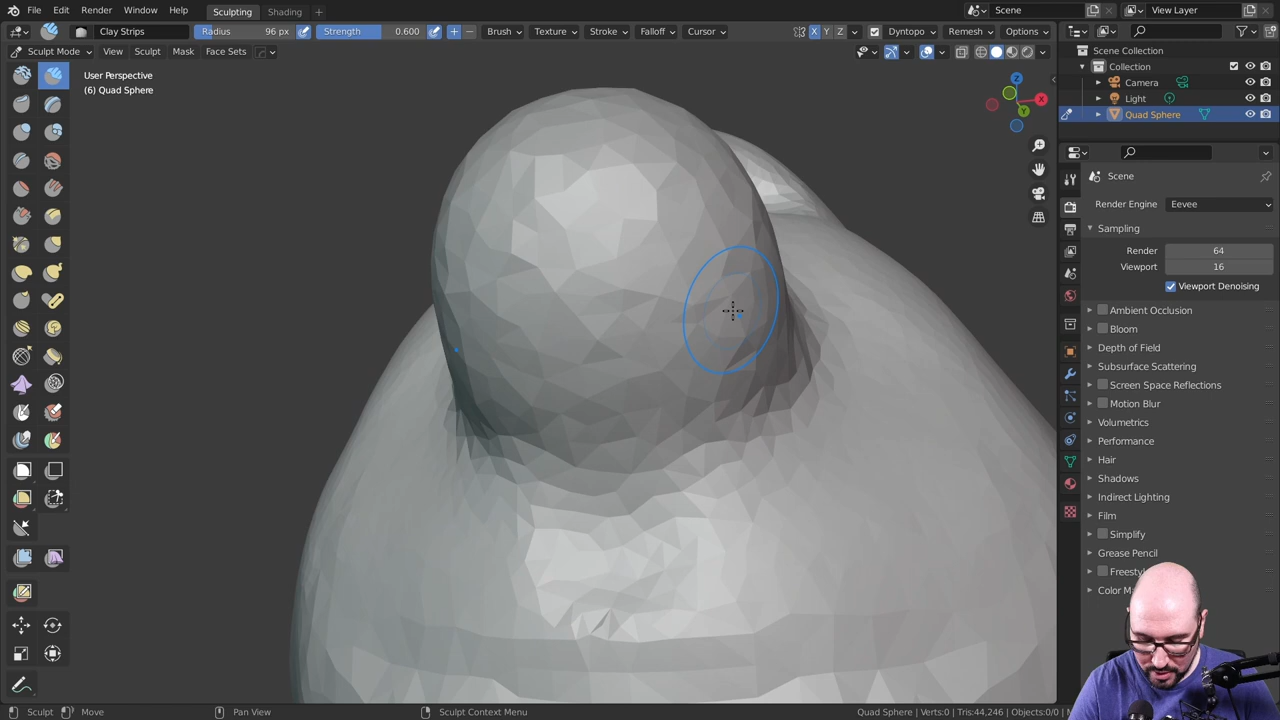 File Edit Render Window Help Sculpting Shading + Scene View Layer
Clay Strips Radius 96 px Strength 0.600 + - Brush Texture Stroke Falloff Cursor X Y Z Dyntopo Remesh Options
Sculpt Mode View Sculpt Mask Face Sets
User Perspective
(6) Quad Sphere
Z
X
Y
Scene Collection
Collection
Camera
Light
Quad Sphere
Scene
Render Engine Eevee
Sampling
Render 64
Viewport 16
Viewport Denoising
Ambient Occlusion
Bloom
Depth of Field
Subsurface Scattering
Screen Space Reflections
Motion Blur
Volumetrics
Performance
Hair
Shadows
Indirect Lighting
Film
Simplify
Grease Pencil
Sculpt Move Pan View Sculpt Context Menu Quad Sphere | Verts:0 | Tris:44,246 | Objects:0/0